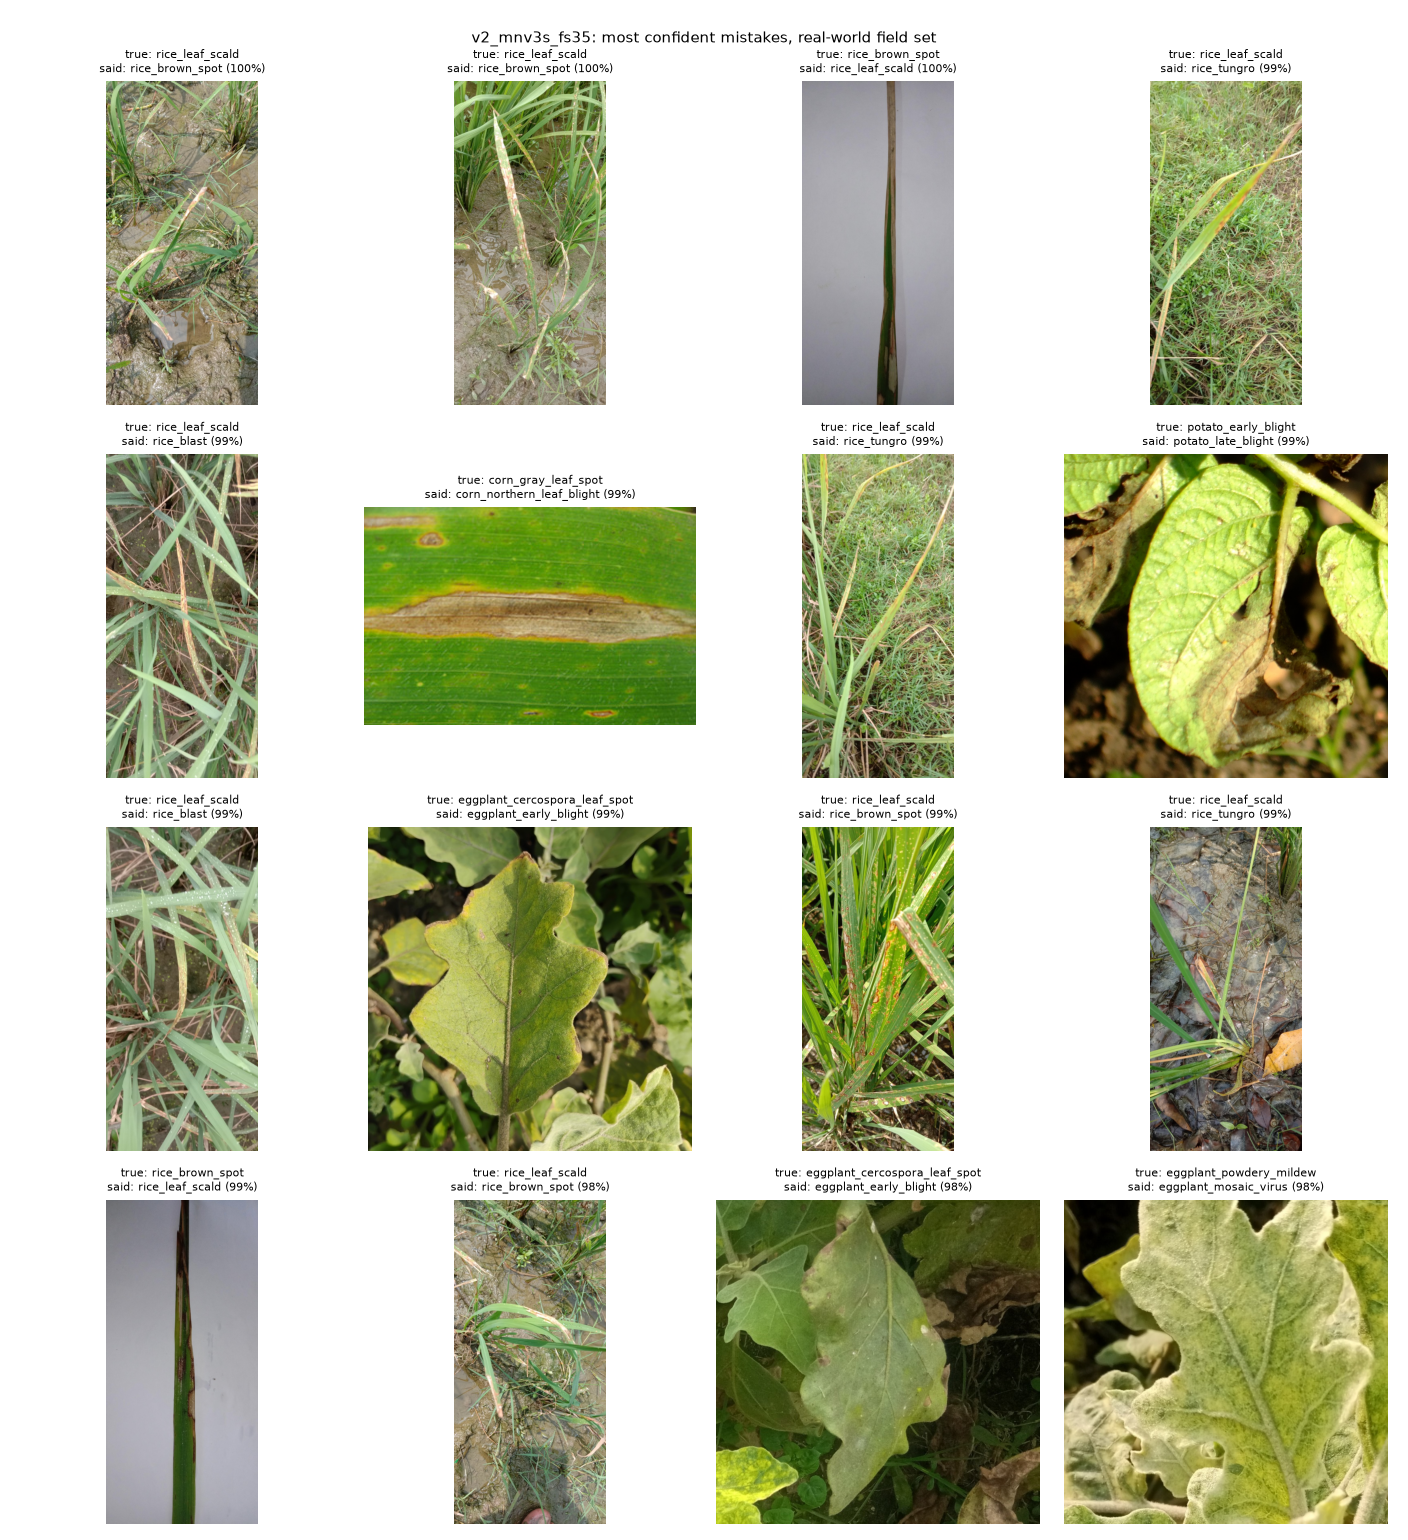 v2_mnv3s_fs35: most confident mistakes, real-world field set
true: rice_leaf_scald
said: rice_brown_spot (100%)
true: rice_leaf_scald
said: rice_brown_spot (100%)
true: rice_brown_spot
said: rice_leaf_scald (100%)
true: rice_leaf_scald
said: rice_tungro (99%)
true: rice_leaf_scald
said: rice_blast (99%)
true: corn_gray_leaf_spot
said: corn_northern_leaf_blight (99%)
true: rice_leaf_scald
said: rice_tungro (99%)
true: potato_early_blight
said: potato_late_blight (99%)
true: rice_leaf_scald
said: rice_blast (99%)
true: eggplant_cercospora_leaf_spot
said: eggplant_early_blight (99%)
true: rice_leaf_scald
said: rice_brown_spot (99%)
true: rice_leaf_scald
said: rice_tungro (99%)
true: rice_brown_spot
said: rice_leaf_scald (99%)
true: rice_leaf_scald
said: rice_brown_spot (98%)
true: eggplant_cercospora_leaf_spot
said: eggplant_early_blight (98%)
true: eggplant_powdery_mildew
said: eggplant_mosaic_virus (98%)